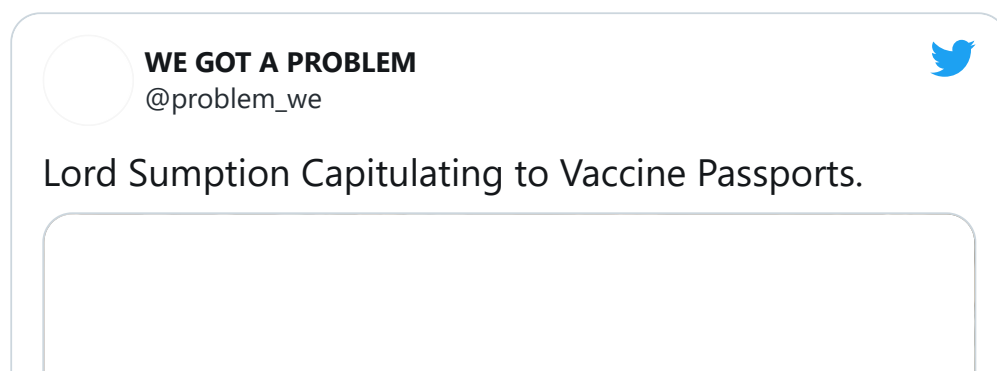 WE GOT A PROBLEM
@problem_we
Lord Sumption Capitulating to Vaccine Passports.